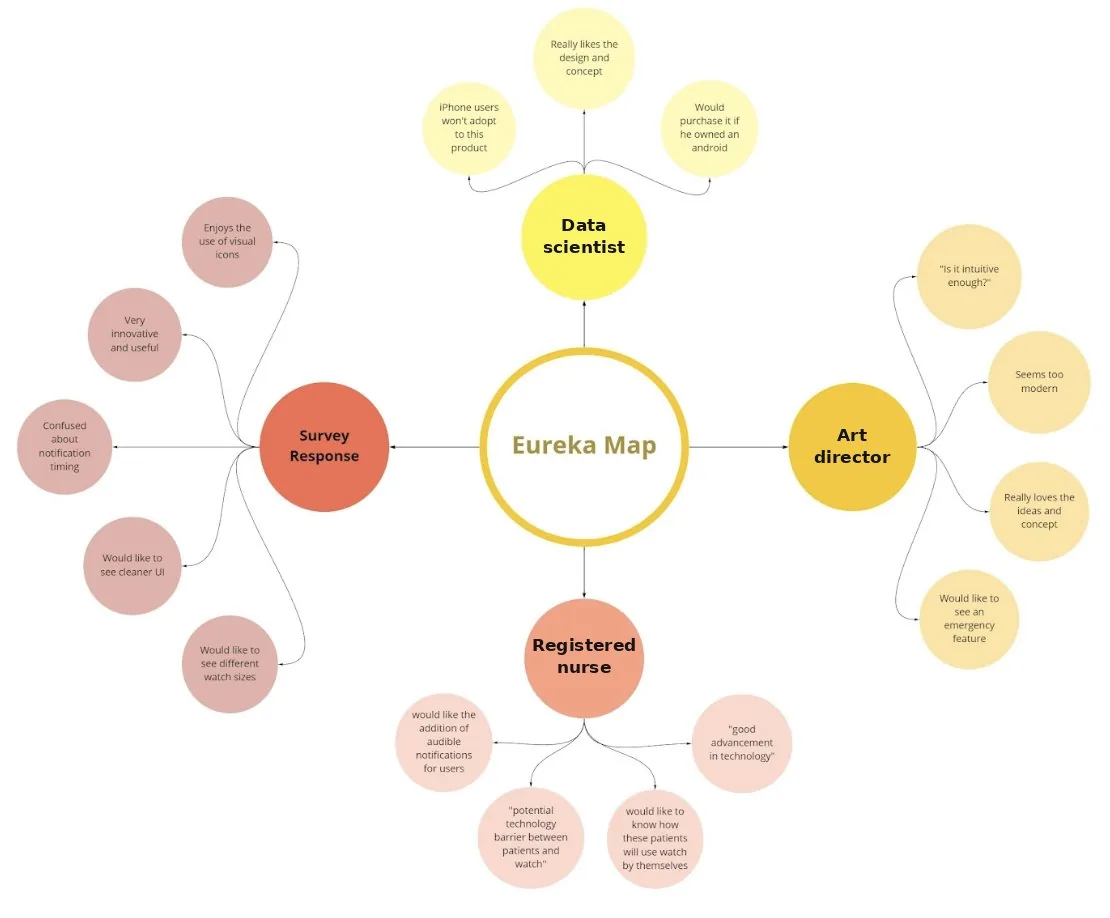 Really likes the
design and
concept
iPhone users
won't adopt
to this
product
Would
purchase it if
he owned an
android
Data
scientist
Enjoys the
use of visual
icons
Very
innovative
and useful
Confused
about
notification
timing
Would like to
see cleaner UI
Would like to
see different
watch sizes
Survey
Response
Eureka Map
Art
director
"Is it intuitive
enough?"
Seems too
modern
Really loves the
ideas and
concept
Would like to
see an
emergency
feature
Registered
nurse
would like the
addition of
audible
notifications
for users
"potential
technology
barrier between
patients and
watch"
would like to
know how
these patients
will use watch
by themselves
"good
advancement
in technology"